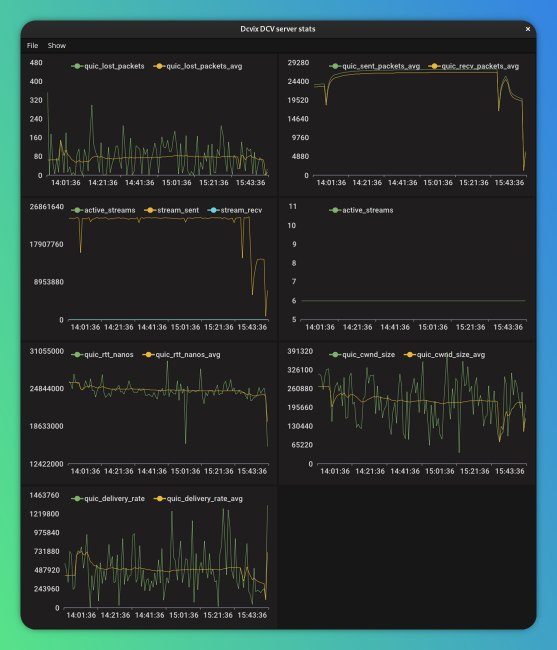 Dcvix DCV server stats
×
File Show
quic_lost_packets quic_lost_packets_avg
480
400
320
240
160
80
0
14:01:36 14:21:36 14:41:36 15:01:36 15:21:36 15:43:36
quic_sent_packets_avg quic_recv_packets_avg
29280
24400
19520
14640
9760
4880
0
14:01:36 14:21:36 14:41:36 15:01:36 15:43:36
active_streams stream_sent stream_recv
26861640
17907760
8953880
0
14:01:36 14:21:36 14:41:36 15:01:36 15:21:36 15:43:36
active_streams
11
10
9
8
7
6
5
14:01:36 14:21:36 14:41:36 15:01:36 15:21:36 15:43:36
quic_rtt_nanos quic_rtt_nanos_avg
31055000
24844000
18633000
12422000
14:01:36 14:21:36 14:41:36 15:01:36 15:21:36 15:43:36
quic_cwnd_size quic_cwnd_size_avg
391320
326100
260880
195660
130440
65220
0
14:01:36 14:21:36 14:41:36 15:01:36 15:21:36 15:43:36
quic_delivery_rate quic_delivery_rate_avg
1463760
1219800
975840
731880
487920
243960
0
14:01:36 14:21:36 14:41:36 15:01:36 15:21:36 15:43:36